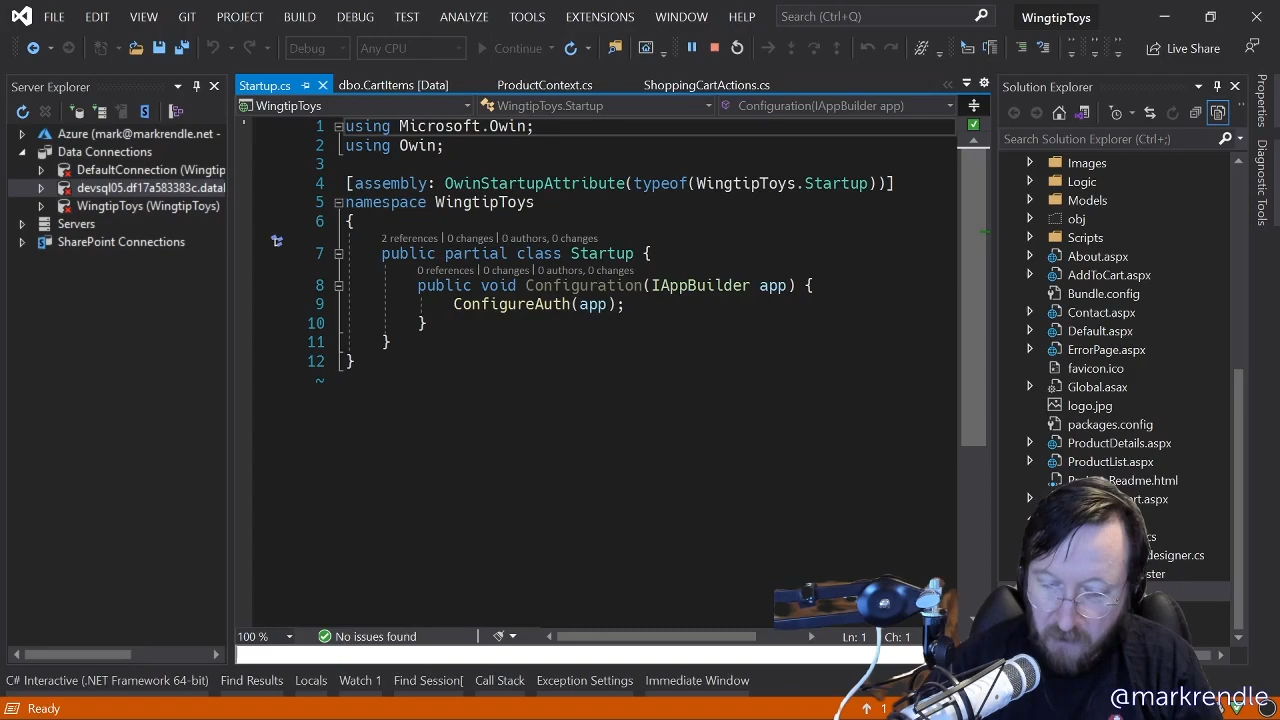 FILE EDIT VIEW GIT PROJECT BUILD DEBUG TEST ANALYZE TOOLS EXTENSIONS WINDOW HELP Search (Ctrl+Q) WingtipToys
Debug Any CPU Continue Live Share
Server Explorer
Azure (mark@markrendle.net -
Data Connections
DefaultConnection (Wingtip
devsql05.df17a583383c.datal
WingtipToys (WingtipToys)
Servers
SharePoint Connections
Startup.cs dbo.CartItems [Data] ProductContext.cs ShoppingCartActions.cs
WingtipToys WingtipToys.Startup Configuration(IAppBuilder app)
1 using Microsoft.Owin;
2 using Owin;
3
4 [assembly: OwinStartupAttribute(typeof(WingtipToys.Startup))]
5 namespace WingtipToys
6 {
2 references | 0 changes | 0 authors, 0 changes
7 public partial class Startup {
0 references | 0 changes | 0 authors, 0 changes
8 public void Configuration(IAppBuilder app) {
9 ConfigureAuth(app);
10 }
11 }
12 }
~
100 % No issues found Ln: 1 Ch: 1
Solution Explorer
Search Solution Explorer (Ctrl+;)
Images
Logic
Models
obj
Scripts
About.aspx
AddToCart.aspx
Bundle.config
Contact.aspx
Default.aspx
ErrorPage.aspx
favicon.ico
Global.asax
logo.jpg
packages.config
ProductDetails.aspx
ProductList.aspx
Readme.html
Properties
Diagnostic Tools
C# Interactive (.NET Framework 64-bit) Find Results Locals Watch 1 Find Session[ Call Stack Exception Settings Immediate Window
Ready 1
@markrendle